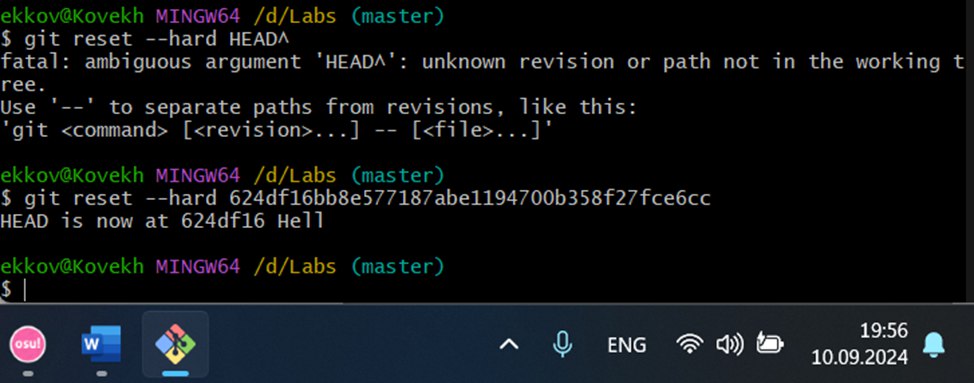 ekkov@Kovekh MINGW64 /d/Labs (master)
$ git reset --hard HEAD^
fatal: ambiguous argument 'HEAD^': unknown revision or path not in the working t
ree.
Use '--' to separate paths from revisions, like this:
'git <command> [<revision>...] -- [<file>...]'
ekkov@Kovekh MINGW64 /d/Labs (master)
$ git reset --hard 624df16bb8e577187abe1194700b358f27fce6cc
HEAD is now at 624df16 Hell
ekkov@Kovekh MINGW64 /d/Labs (master)
$
osu!
W
ENG
19:56
10.09.2024